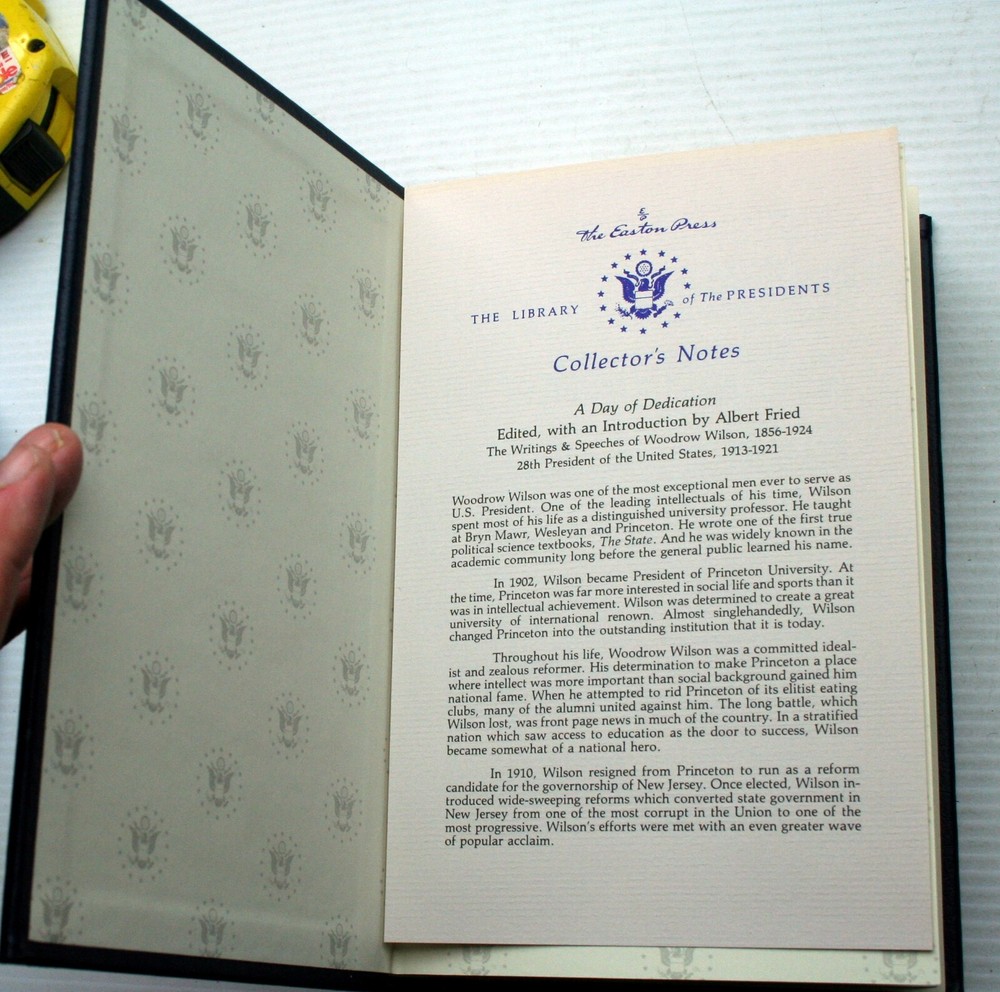 The Easton Press
THE LIBRARY of The PRESIDENTS
Collector's Notes
A Day of Dedication
Edited, with an Introduction by Albert Fried
The Writings & Speeches of Woodrow Wilson, 1856-1924
28th President of the United States, 1913-1921
Woodrow Wilson was one of the most exceptional men ever to serve as
U.S. President. One of the leading intellectuals of his time, Wilson
spent most of his life as a distinguished university professor. He taught
at Bryn Mawr, Wesleyan and Princeton. He wrote one of the first true
political science textbooks, The State. And he was widely known in the
academic community long before the general public learned his name.
In 1902, Wilson became President of Princeton University. At
the time, Princeton was far more interested in social life and sports than it
was in intellectual achievement. Wilson was determined to create a great
university of international renown. Almost singlehandedly, Wilson
changed Princeton into the outstanding institution that it is today.
Throughout his life, Woodrow Wilson was a committed ideal-
ist and zealous reformer. His determination to make Princeton a place
where intellect was more important than social background gained him
national fame. When he attempted to rid Princeton of its elitist eating
clubs, many of the alumni united against him. The long battle, which
Wilson lost, was front page news in much of the country. In a stratified
nation which saw access to education as the door to success, Wilson
became somewhat of a national hero.
In 1910, Wilson resigned from Princeton to run as a reform
candidate for the governorship of New Jersey. Once elected, Wilson in-
troduced wide-sweeping reforms which converted state government in
New Jersey from one of the most corrupt in the Union to one of the
most progressive. Wilson's efforts were met with an even greater wave
of popular acclaim.